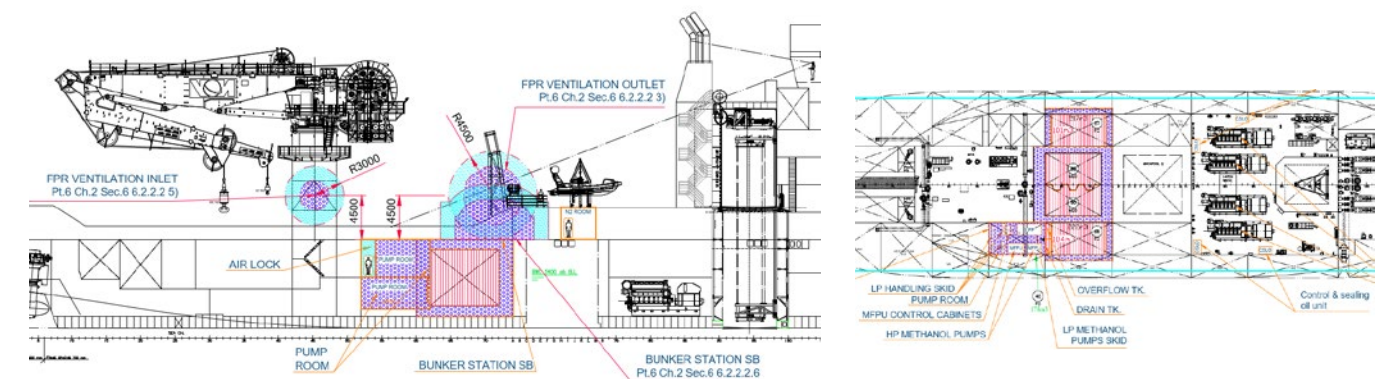 FPR VENTILATION OUTLET
Pt.6 Ch.2 Sec.6 6.2.2.2 3)
R4500
R3000
FPR VENTILATION INLET
Pt.6 Ch.2 Sec.6 6.2.2.2 5)
4500
4500
N2 ROOM
AIR LOCK
PUMP ROOM
PUMP ROOM
PUMP
ROOM
BUNKER STATION SB
BUNKER STATION SB
Pt.6 Ch.2 Sec.6 6.2.2.2.6
LP HANDLING SKID
PUMP ROOM
MFPU CONTROL CABINETS
HP METHANOL PUMPS
OVERFLOW TK.
DRAIN TK.
LP METHANOL
PUMPS SKID
Control & sealing
oil unit